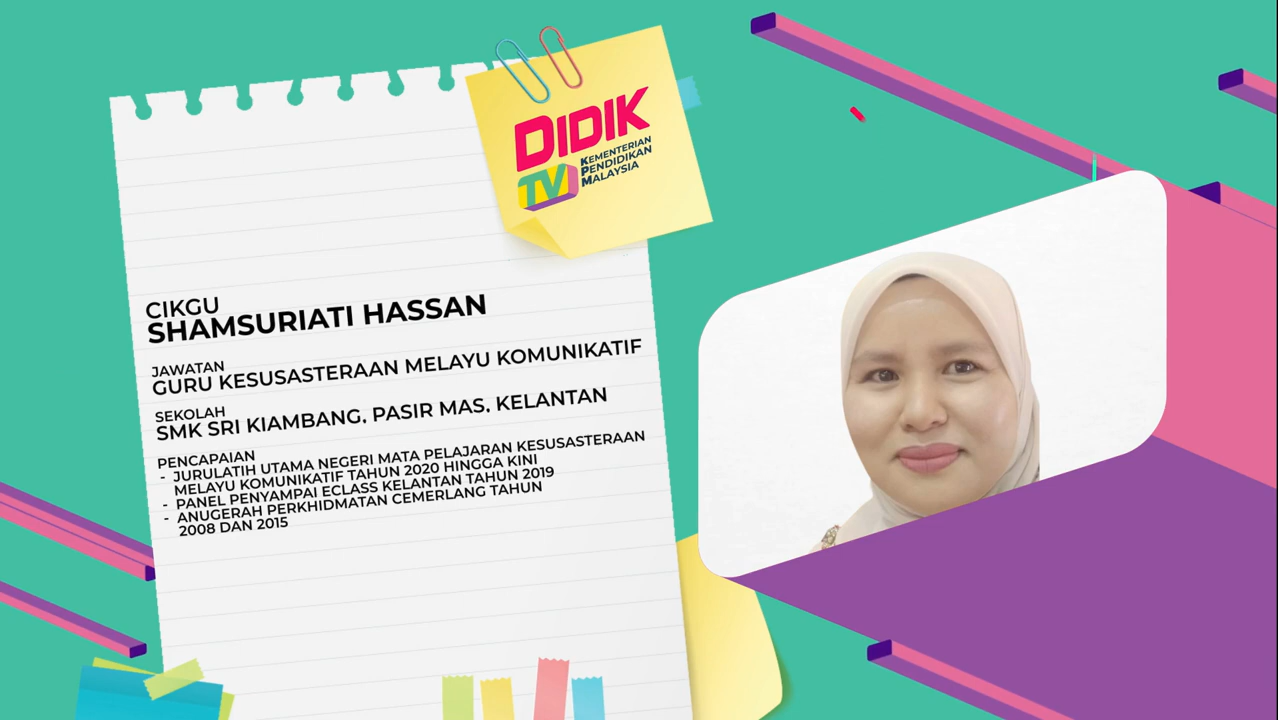 DIDIK
TV
KEMENTERIAN
PENDIDIKAN
MALAYSIA
CIKGU
SHAMSURIATI HASSAN
JAWATAN
GURU KESUSASTERAAN MELAYU KOMUNIKATIF
SEKOLAH
SMK SRI KIAMBANG, PASIR MAS, KELANTAN
PENCAPAIAN
- JURULATIH UTAMA NEGERI MATA PELAJARAN KESUSASTERAAN
MELAYU KOMUNIKATIF TAHUN 2020 HINGGA KINI
- PANEL PENYAMPAI ECLASS KELANTAN TAHUN 2019
- ANUGERAH PERKHIDMATAN CEMERLANG TAHUN
2008 DAN 2015